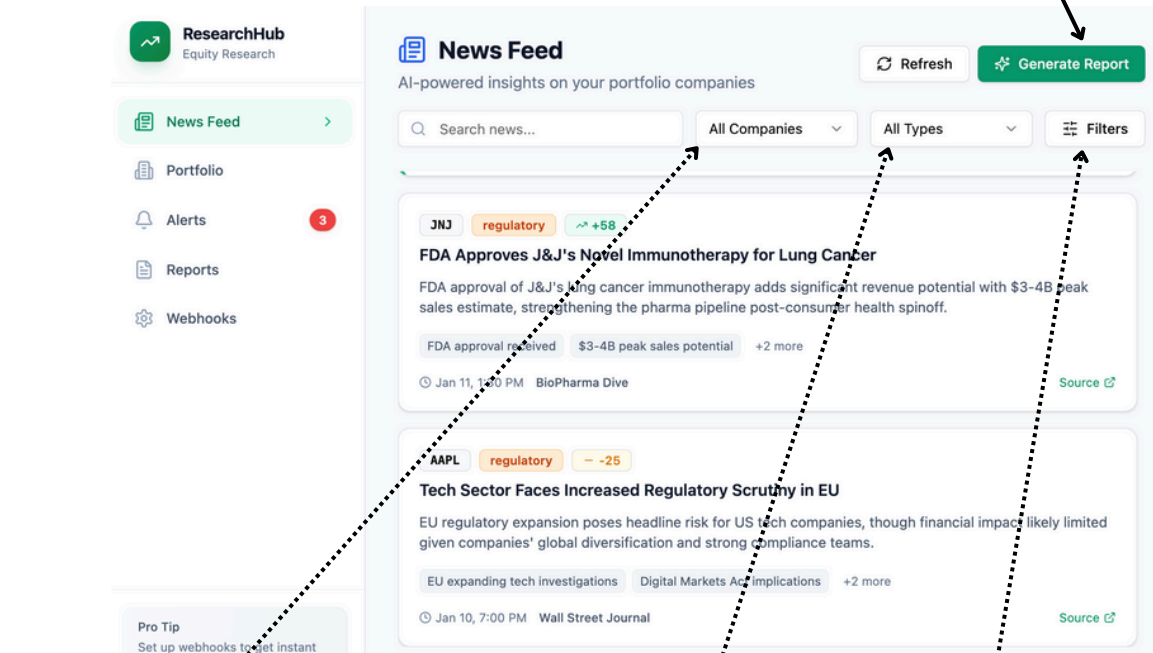 ResearchHub
Equity Research
News Feed
Portfolio
Alerts
3
Reports
Webhooks
Pro Tip
Set up webhooks to get instant
News Feed
AI-powered insights on your portfolio companies
Refresh
Generate Report
Search news...
All Companies
All Types
Filters
JNJ regulatory +58
FDA Approves J&J's Novel Immunotherapy for Lung Cancer
FDA approval of J&J's lung cancer immunotherapy adds significant revenue potential with $3-4B peak
sales estimate, strengthening the pharma pipeline post-consumer health spinoff.
FDA approval received $3-4B peak sales potential +2 more
Jan 11, 1:30 PM BioPharma Dive Source
AAPL regulatory -25
Tech Sector Faces Increased Regulatory Scrutiny in EU
EU regulatory expansion poses headline risk for US tech companies, though financial impact likely limited
given companies' global diversification and strong compliance teams.
EU expanding tech investigations Digital Markets Act implications +2 more
Jan 10, 7:00 PM Wall Street Journal Source